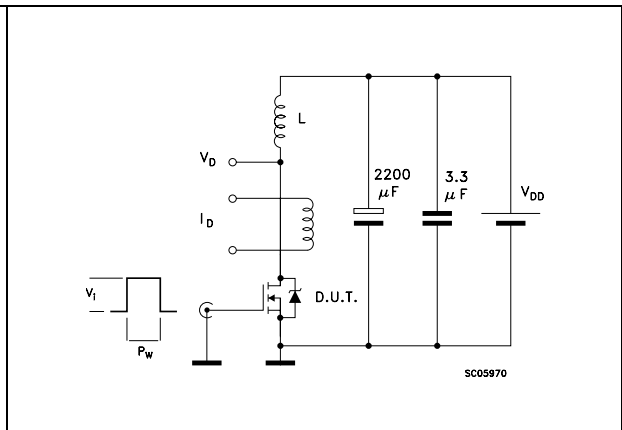 L
V_D
2200
μF
3.3
μF
V_DD
I_D
D.U.T.
V_i
P_W
SC05970